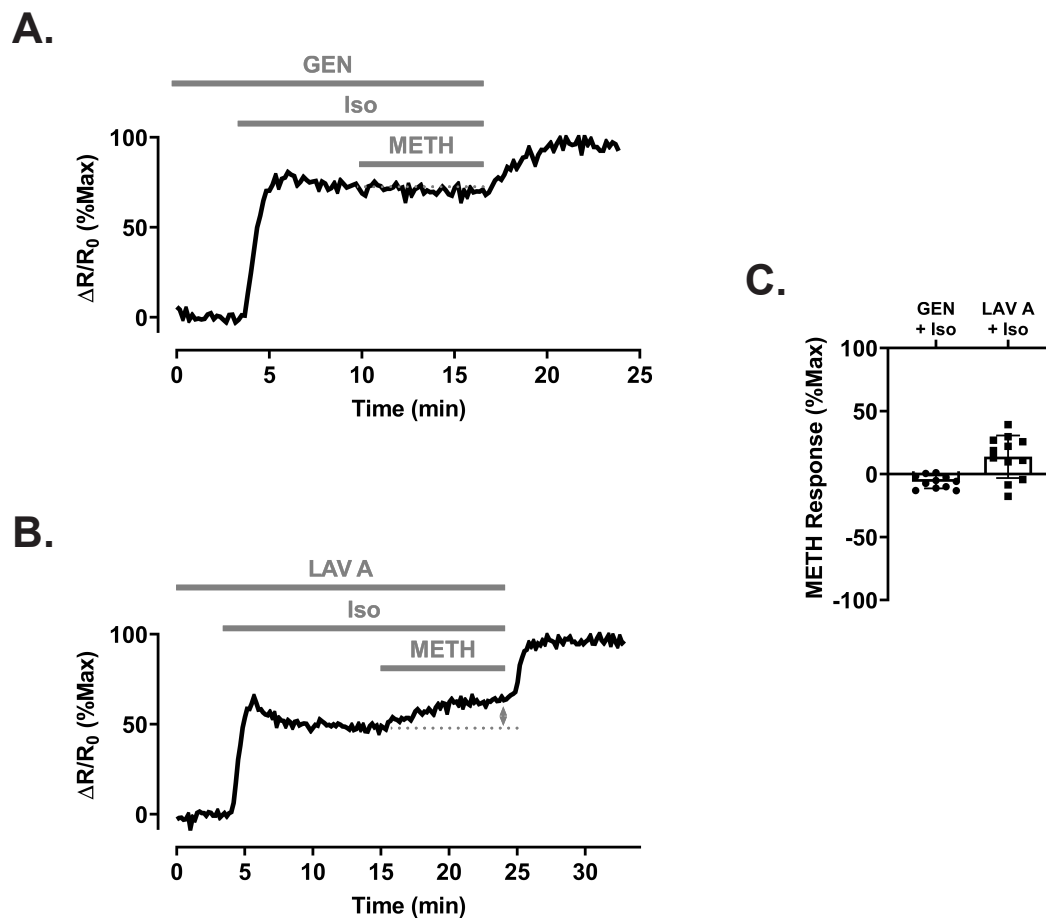 A.
GEN
Iso
METH
100
50
0
ΔR/R0 (%Max)
0 5 10 15 20 25
Time (min)
B.
LAV A
Iso
METH
100
50
0
ΔR/R0 (%Max)
0 5 10 15 20 25 30
Time (min)
C.
GEN LAV A
+ Iso + Iso
100
50
0
-50
-100
METH Response (%Max)